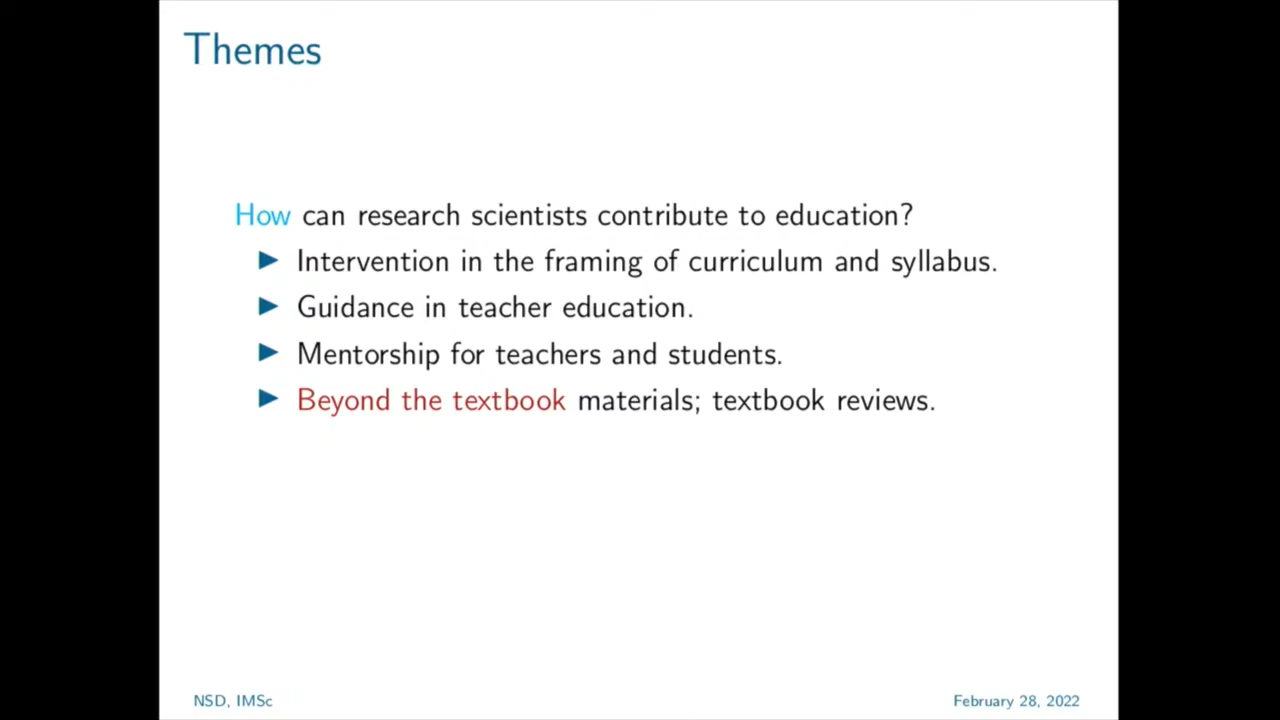 Themes
How can research scientists contribute to education?
▶ Intervention in the framing of curriculum and syllabus.
▶ Guidance in teacher education.
▶ Mentorship for teachers and students.
▶ Beyond the textbook materials; textbook reviews.
NSD, IMSc
February 28, 2022